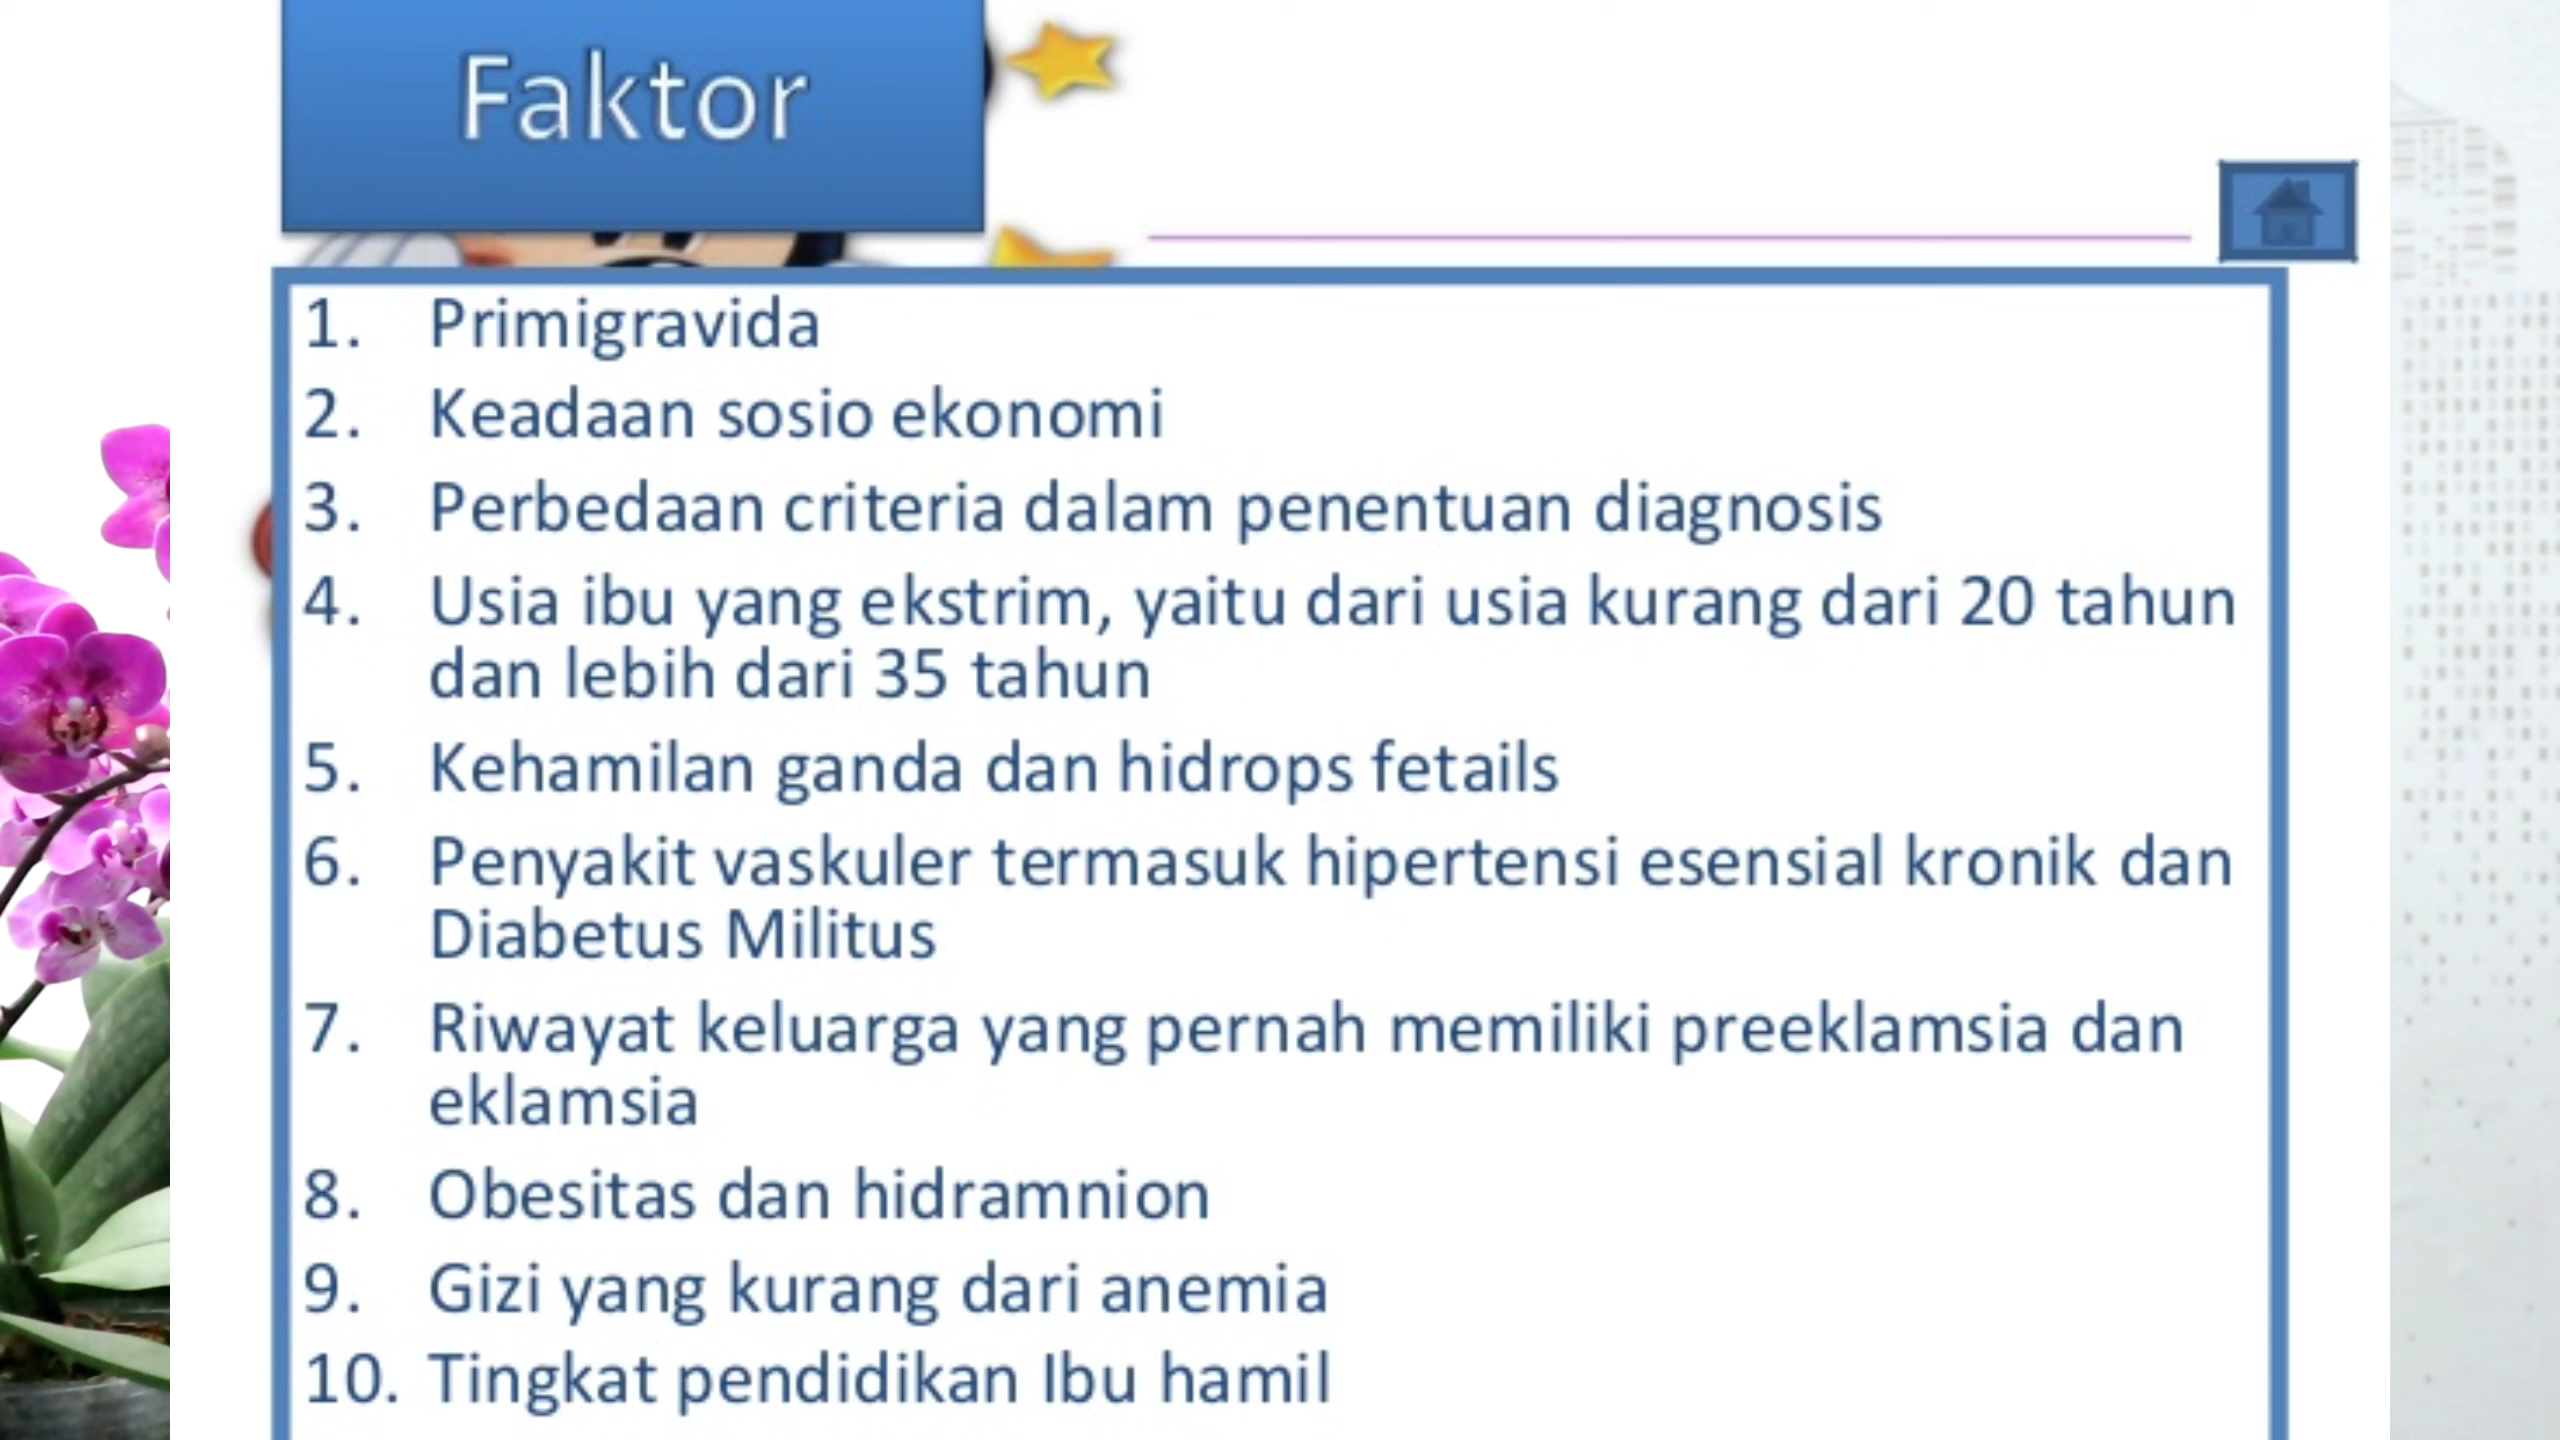 Faktor
1. Primigravida
2. Keadaan sosio ekonomi
3. Perbedaan criteria dalam penentuan diagnosis
4. Usia ibu yang ekstrim, yaitu dari usia kurang dari 20 tahun
dan lebih dari 35 tahun
5. Kehamilan ganda dan hidrops fetails
6. Penyakit vaskuler termasuk hipertensi esensial kronik dan
Diabetus Militus
7. Riwayat keluarga yang pernah memiliki preeklamsia dan
eklamsia
8. Obesitas dan hidramnion
9. Gizi yang kurang dari anemia
10. Tingkat pendidikan Ibu hamil